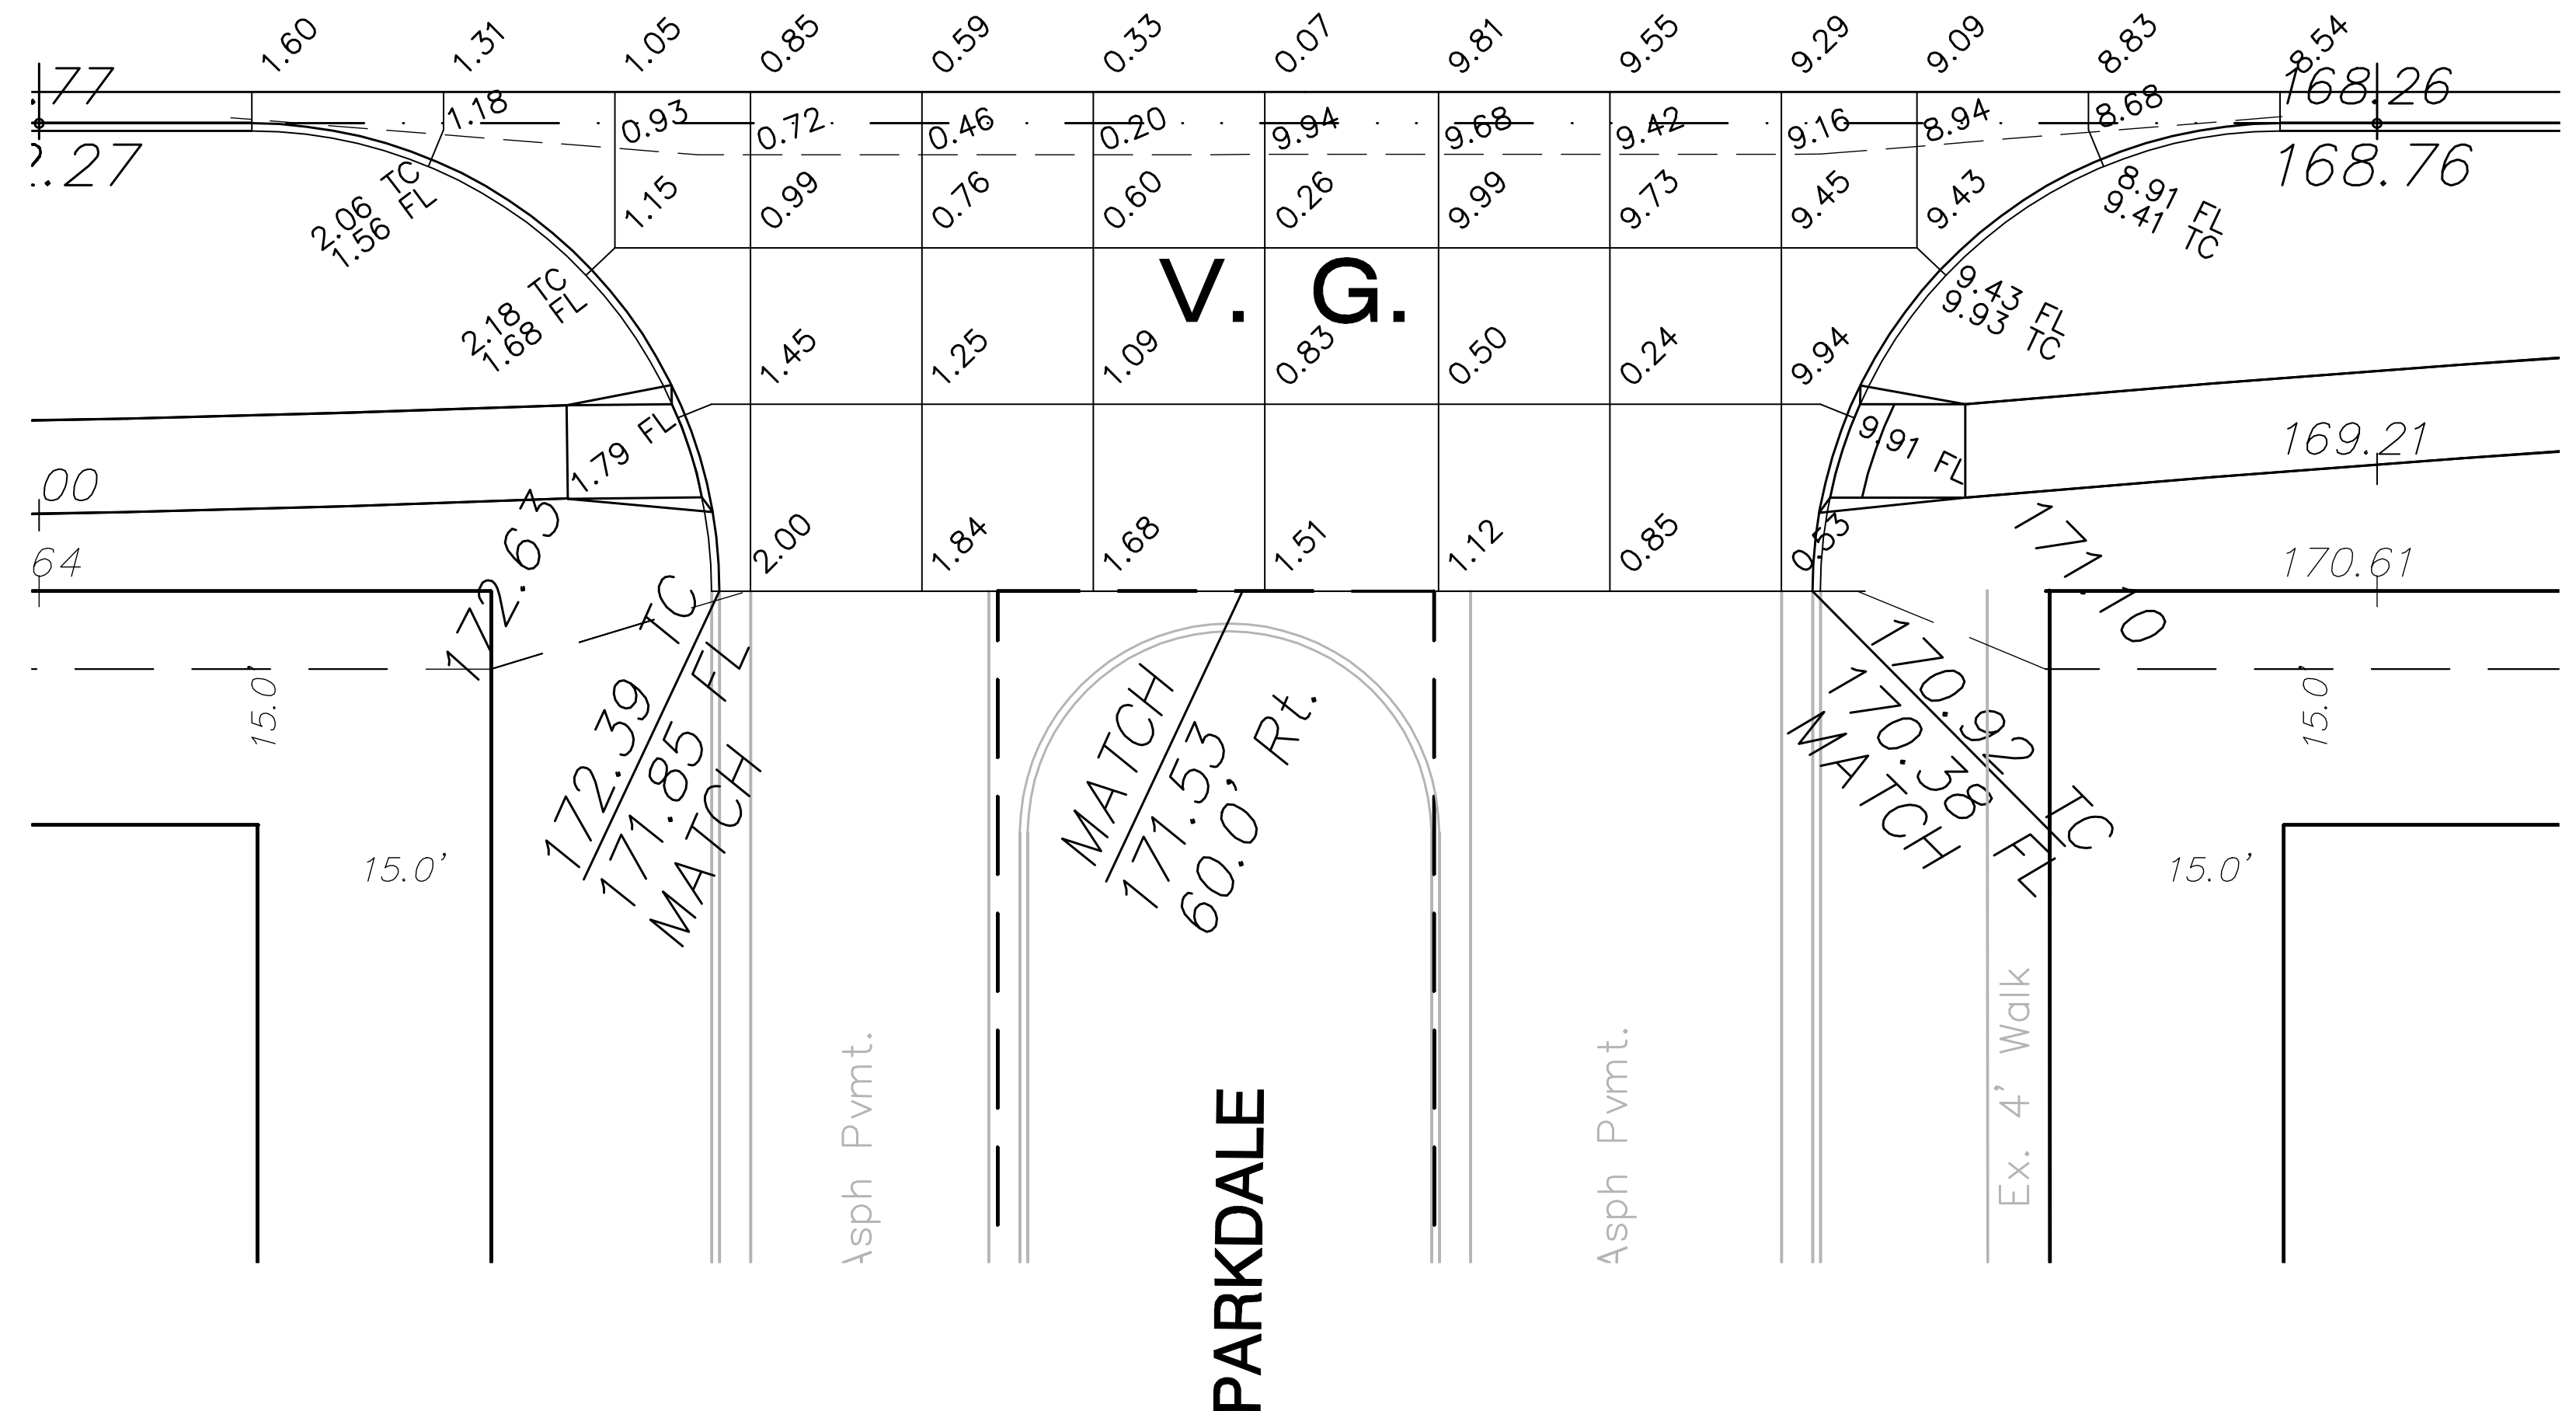 1.60 1.31 1.05 0.85 0.59 0.33 0.07 9.81 9.55 9.29 9.09 8.83 8.54
.77 168.26
1.18 0.93 0.72 0.46 0.20 9.94 9.68 9.42 9.16 8.94 8.68
.27 168.76
1.15 0.99 0.76 0.60 0.26 9.99 9.73 9.45 9.43
2.06 TC
1.56 FL
8.91 FL
9.41 TC
V. G.
2.18 TC
1.68 FL
9.43 FL
9.93 TC
1.45 1.25 1.09 0.83 0.50 0.24 9.94
1.79 FL
9.91 FL
169.21
00
2.00 1.84 1.68 1.51 1.12 0.85 0.53
64
170.61
172.63
171.10
15.0'
172.39 TC
171.85 FL
MATCH
MATCH
171.53
60.0' Rt.
170.92 TC
170.38 FL
MATCH
15.0'
15.0'
15.0'
Asph Pvmt.
Asph Pvmt.
Ex. 4' Walk
PARKDALE